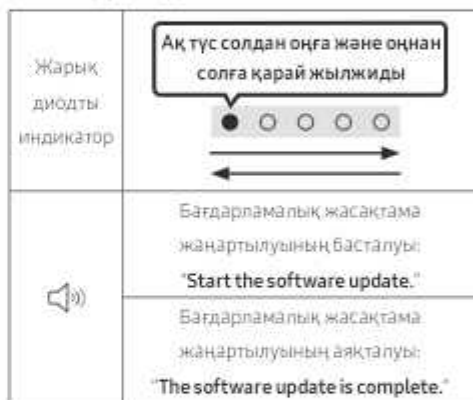 Жарық
диодты
индикатор
Ақ түс солдан оңға және оңнан
солға қарай жылжиды
Бағдарламалық жасақтама
жаңартылуының басталуы:
"Start the software update."
Бағдарламалық жасақтама
жаңартылуының аяқталуы:
"The software update is complete."